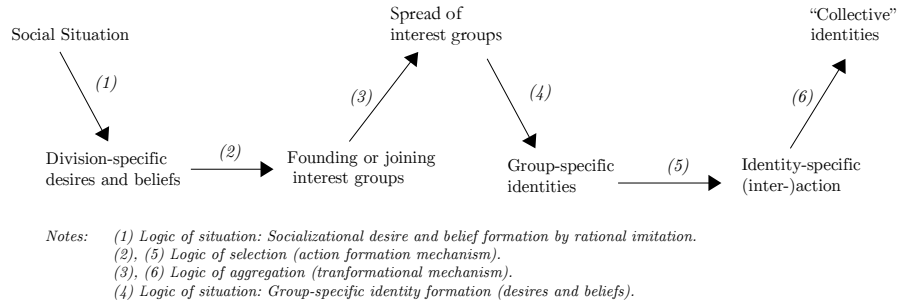 Social Situation
Spread of
interest groups
“Collective”
identities
(1)
(3)
(4)
(6)
Division-specific
desires and beliefs
(2)
Founding or joining
interest groups
Group-specific
identities
(5)
Identity-specific
(inter-)action
Notes: (1) Logic of situation: Socializational desire and belief formation by rational imitation.
(2), (5) Logic of selection (action formation mechanism).
(3), (6) Logic of aggregation (tranformational mechanism).
(4) Logic of situation: Group-specific identity formation (desires and beliefs).